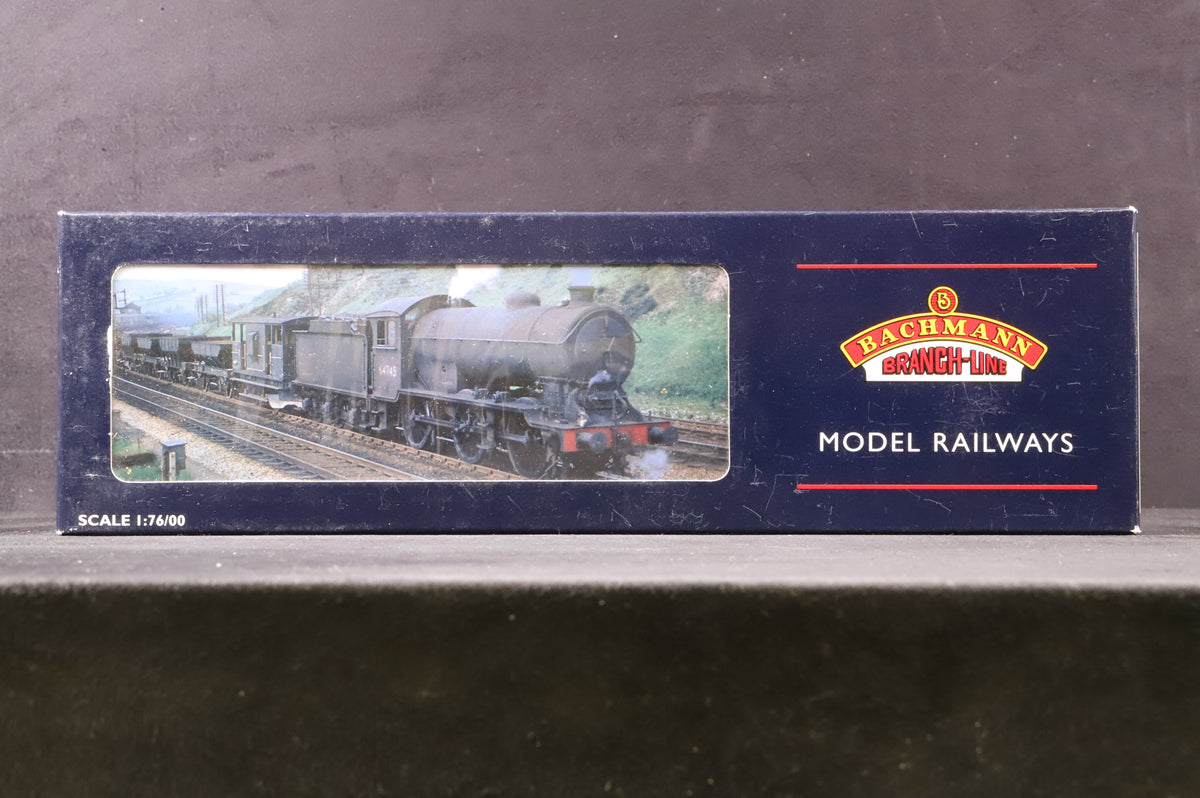 64745
B
BACHMANN
BRANCH-LINE
MODEL RAILWAYS
SCALE 1:76/00